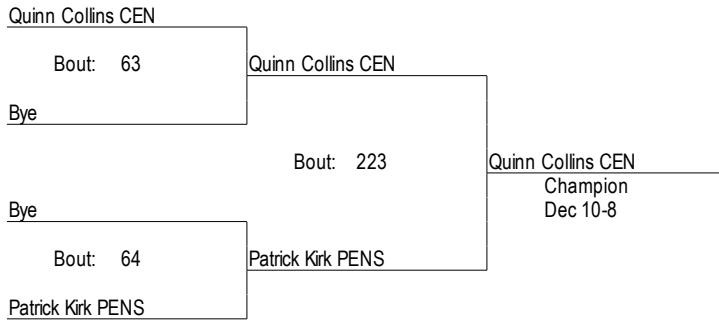 Quinn Collins CEN
Bout: 63
Quinn Collins CEN
Bye
Bout: 223
Quinn Collins CEN
Champion
Dec 10-8
Bye
Bout: 64
Patrick Kirk PENS
Patrick Kirk PENS